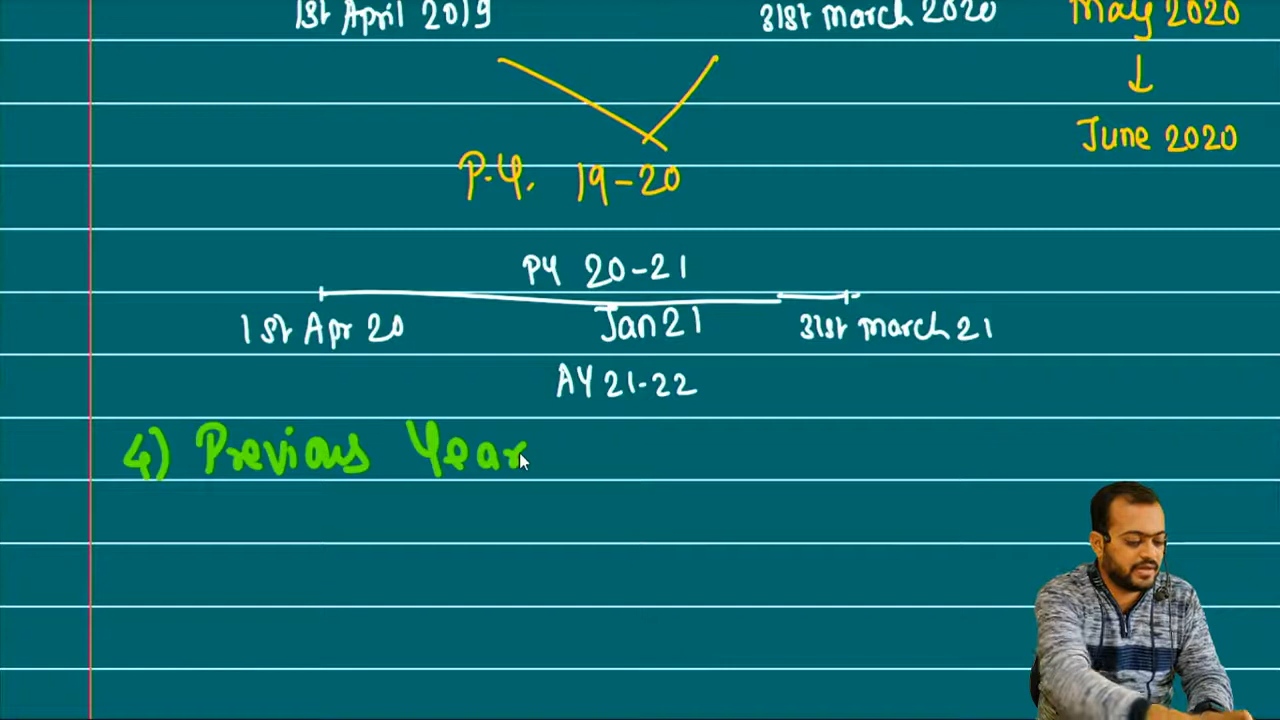 1st April 2019 31st March 2020 May 2020
June 2020
P.Y. 19-20
PY 20-21
1st Apr 20 Jan 21 31st March 21
AY 21-22
4) Previous Year